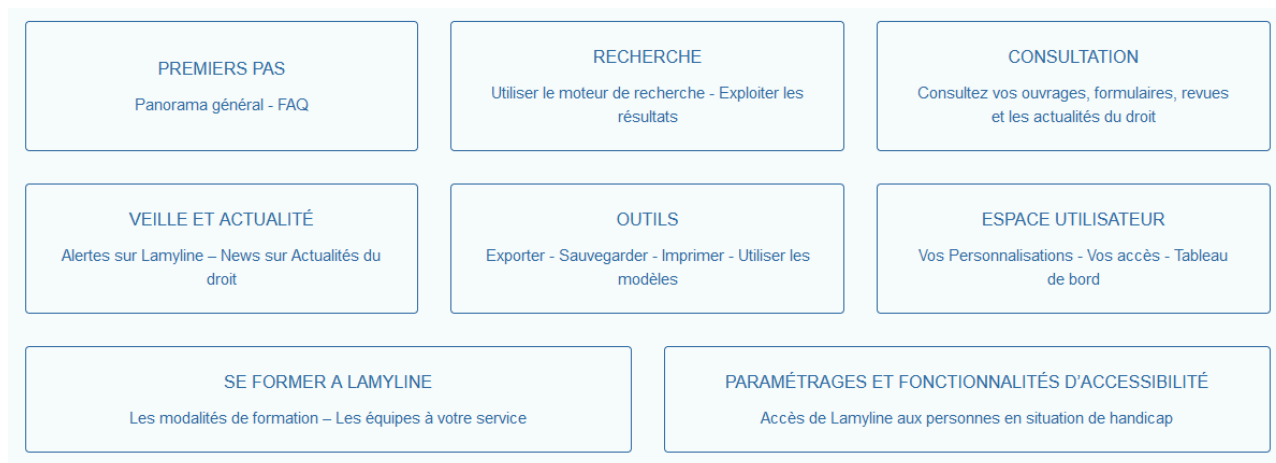 PREMIERS PAS
Panorama général - FAQ
RECHERCHE
Utiliser le moteur de recherche - Exploiter les
résultats
CONSULTATION
Consultez vos ouvrages, formulaires, revues
et les actualités du droit
VEILLE ET ACTUALITÉ
Alertes sur Lamyline – News sur Actualités du
droit
OUTILS
Exporter - Sauvegarder - Imprimer - Utiliser les
modèles
ESPACE UTILISATEUR
Vos Personnalisations - Vos accès - Tableau
de bord
SE FORMER A LAMYLINE
Les modalités de formation – Les équipes à votre service
PARAMÉTRAGES ET FONCTIONNALITÉS D’ACCESSIBILITÉ
Accès de Lamyline aux personnes en situation de handicap